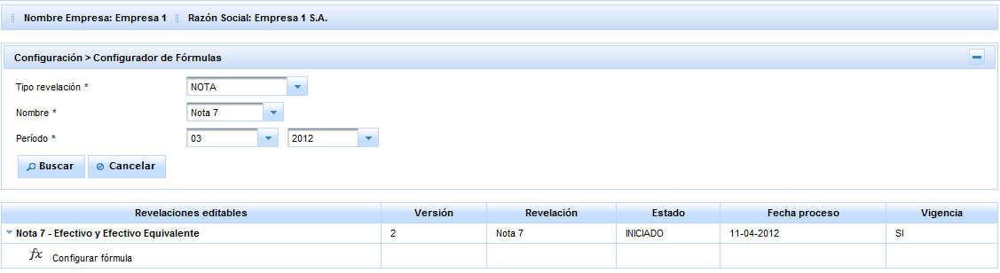 Nombre Empresa: Empresa 1 Razón Social: Empresa 1 S.A.
Configuración > Configurador de Fórmulas
Tipo revelación * NOTA
Nombre * Nota 7
Período * 03 2012
Buscar Cancelar
Revelaciones editables Versión Revelación Estado Fecha proceso Vigencia
Nota 7 - Efectivo y Efectivo Equivalente 2 Nota 7 INICIADO 11-04-2012 SI
fx Configurar fórmula